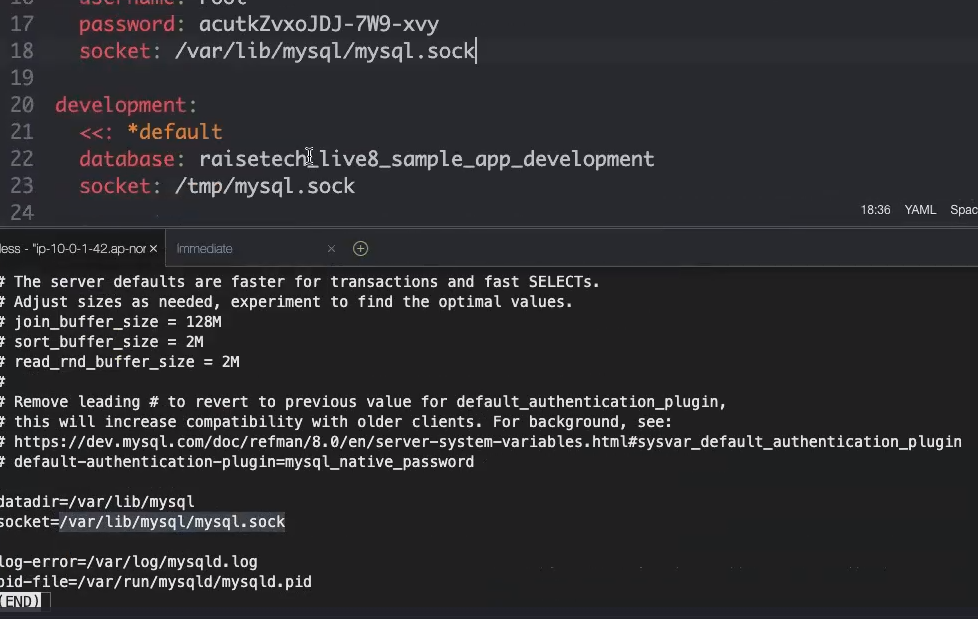 16 username: root
17 password: acutkZvxoJDJ-7W9-xvy
18 socket: /var/lib/mysql/mysql.sock
19
20 development:
21 <<: *default
22 database: raisetech_live8_sample_app_development
23 socket: /tmp/mysql.sock
24
18:36 YAML Spac
less - "ip-10-0-1-42.ap-nor × Immediate ×
# The server defaults are faster for transactions and fast SELECTs.
# Adjust sizes as needed, experiment to find the optimal values.
# join_buffer_size = 128M
# sort_buffer_size = 2M
# read_rnd_buffer_size = 2M
#
# Remove leading # to revert to previous value for default_authentication_plugin,
# this will increase compatibility with older clients. For background, see:
# https://dev.mysql.com/doc/refman/8.0/en/server-system-variables.html#sysvar_default_authentication_plugin
# default-authentication-plugin=mysql_native_password
datadir=/var/lib/mysql
socket=/var/lib/mysql/mysql.sock
log-error=/var/log/mysqld.log
pid-file=/var/run/mysqld/mysqld.pid
(END)